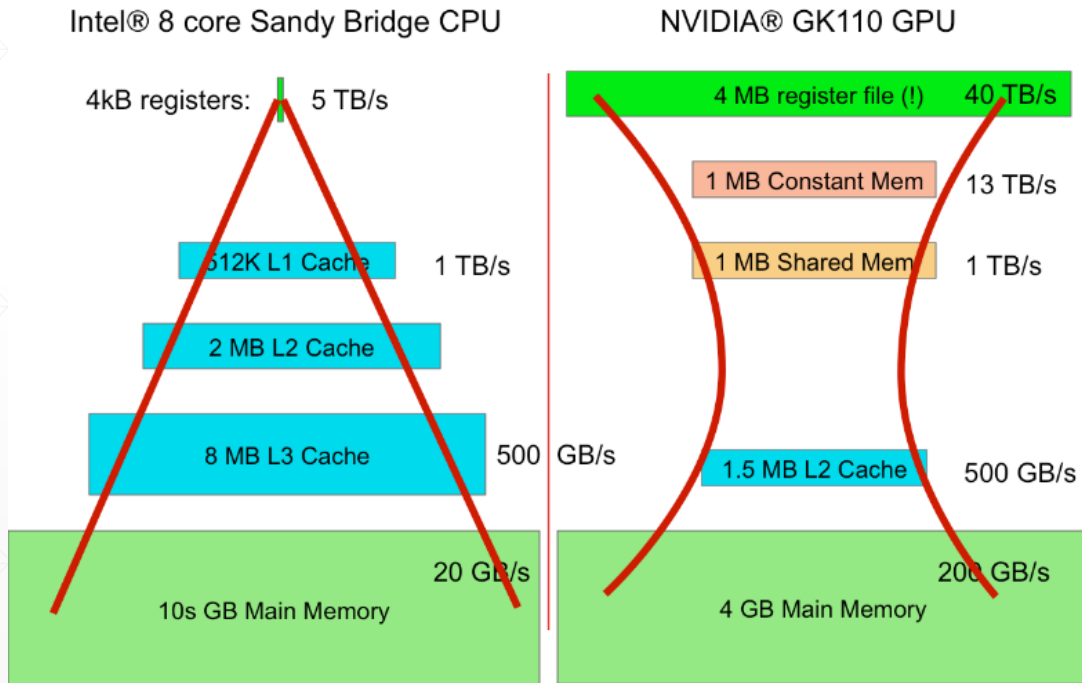 Intel® 8 core Sandy Bridge CPU
4kB registers: 5 TB/s
512K L1 Cache 1 TB/s
2 MB L2 Cache
8 MB L3 Cache 500 GB/s
20 GB/s
10s GB Main Memory
NVIDIA® GK110 GPU
4 MB register file (!) 40 TB/s
1 MB Constant Mem 13 TB/s
1 MB Shared Mem 1 TB/s
1.5 MB L2 Cache 500 GB/s
200 GB/s
4 GB Main Memory